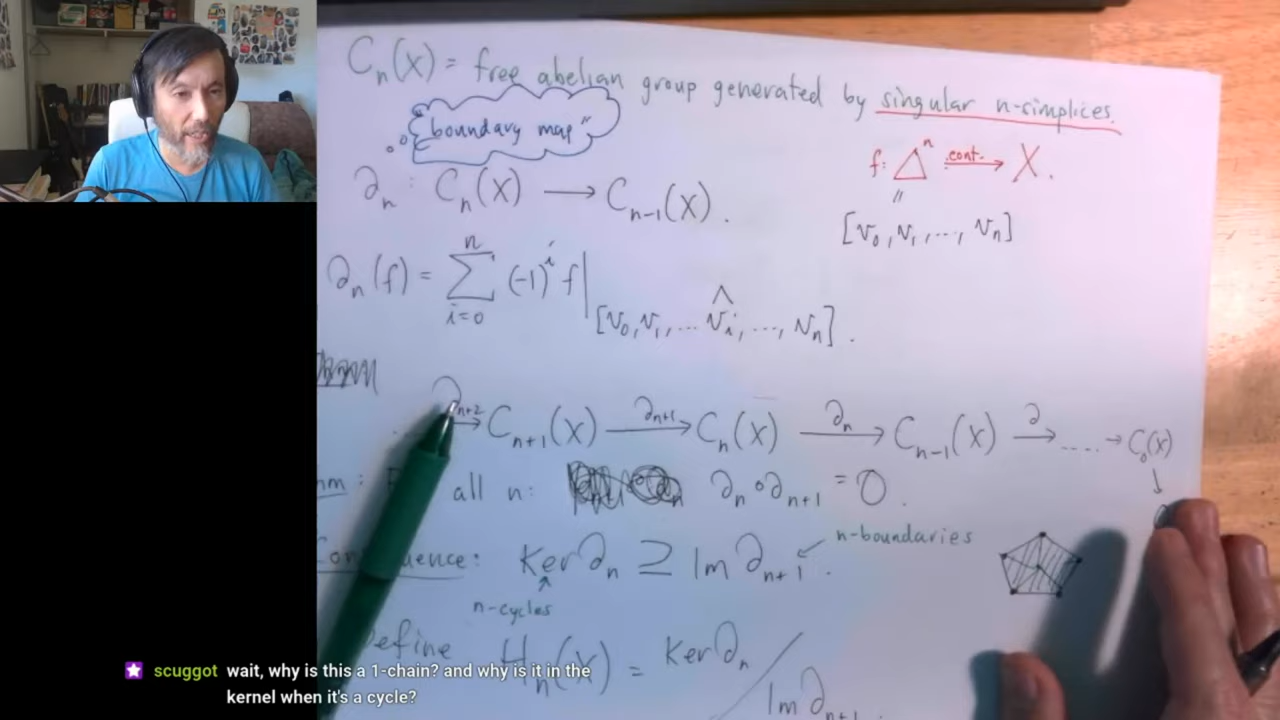 Cₙ(X) = free abelian group generated by singular n-simplices.
"boundary map"
f: Δⁿ cont. → X.
"
[v₀, v₁, ..., vₙ]
∂ₙ : Cₙ(X) → Cₙ₋₁(X).
∂ₙ(f) = Σ (-1)ⁱ f|[v₀, v₁, ... v̂ᵢ, ..., vₙ].
n
i=0
∂ₙ₊₂ → Cₙ₊₁(X) ∂ₙ₊₁ → Cₙ(X) ∂ₙ → Cₙ₋₁(X) ∂ → ..... → C₀(X)
↓
all n: ∂ₙ∘∂ₙ₊₁ = 0.
Ker ∂ₙ ⊇ Im ∂ₙ₊₁. ← n-boundaries
↑
n-cycles
Define Hₙ(X) = Ker ∂ₙ / Im ∂ₙ₊₁.
scuggot wait, why is this a 1-chain? and why is it in the
kernel when it's a cycle?